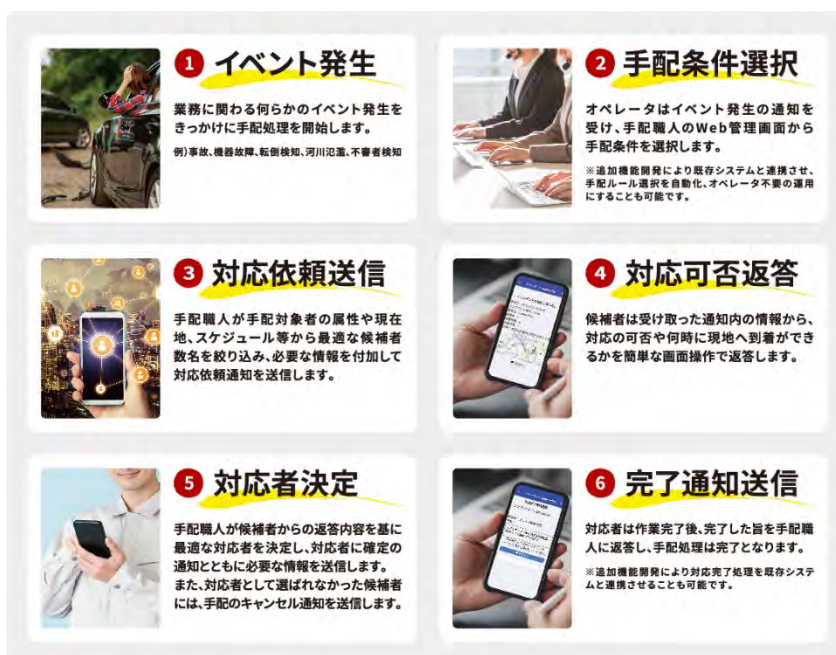 1 イベント発生
業務に関わる何らかのイベント発生を
きっかけに手配処理を開始します。
例)事故、機器故障、転倒検知、河川氾濫、不審者検知
2 手配条件選択
オペレータはイベント発生の通知を
受け、手配職人のWeb管理画面から
手配条件を選択します。
※追加機能開発により既存システムと連携させ、
手配ルール選択を自動化、オペレータ不要の運用
にすることも可能です。
3 対応依頼送信
手配職人が手配対象者の属性や現在
地、スケジュール等から最適な候補者
数名を絞り込み、必要な情報を付加して
対応依頼通知を送信します。
4 対応可否返答
候補者は受け取った通知内の情報から、
対応の可否や何時に現地へ到着ができ
るかを簡単な画面操作で返答します。
5 対応者決定
手配職人が候補者からの返答内容を基に
最適な対応者を決定し、対応者に確定の
通知とともに必要な情報を送信します。
また、対応者として選ばれなかった候補者
には、手配のキャンセル通知を送信します。
6 完了通知送信
対応者は作業完了後、完了した旨を手配職
人に返答し、手配処理は完了となります。
※追加機能開発により対応完了処理を既存システ
ムと連携させることも可能です。